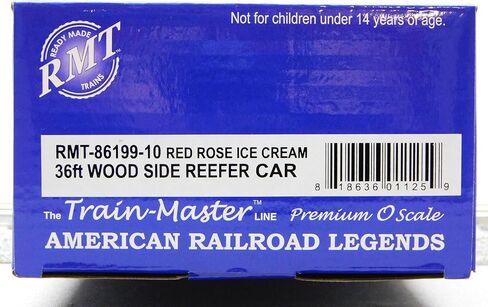 Not for children under 14 years of age.
READY MADE
RMT
TRAINS
RMT-86199-10 RED ROSE ICE CREAM
36ft WOOD SIDE REEFER CAR
8 18636 01125 9
The Train-Master™ LINE Premium O Scale
AMERICAN RAILROAD LEGENDS